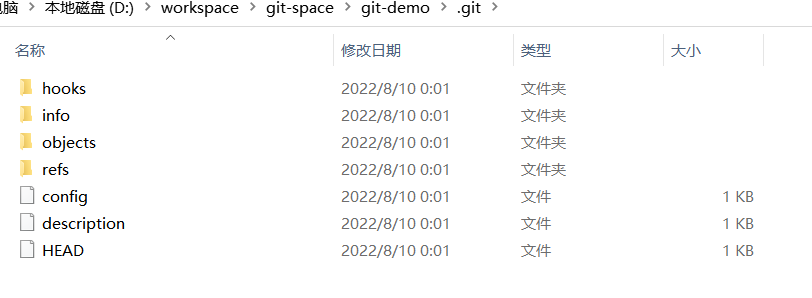 电脑 本地磁盘 (D:) workspace git-space git-demo .git
名称 修改日期 类型 大小
hooks 2022/8/10 0:01 文件夹
info 2022/8/10 0:01 文件夹
objects 2022/8/10 0:01 文件夹
refs 2022/8/10 0:01 文件夹
config 2022/8/10 0:01 文件 1 KB
description 2022/8/10 0:01 文件 1 KB
HEAD 2022/8/10 0:01 文件 1 KB